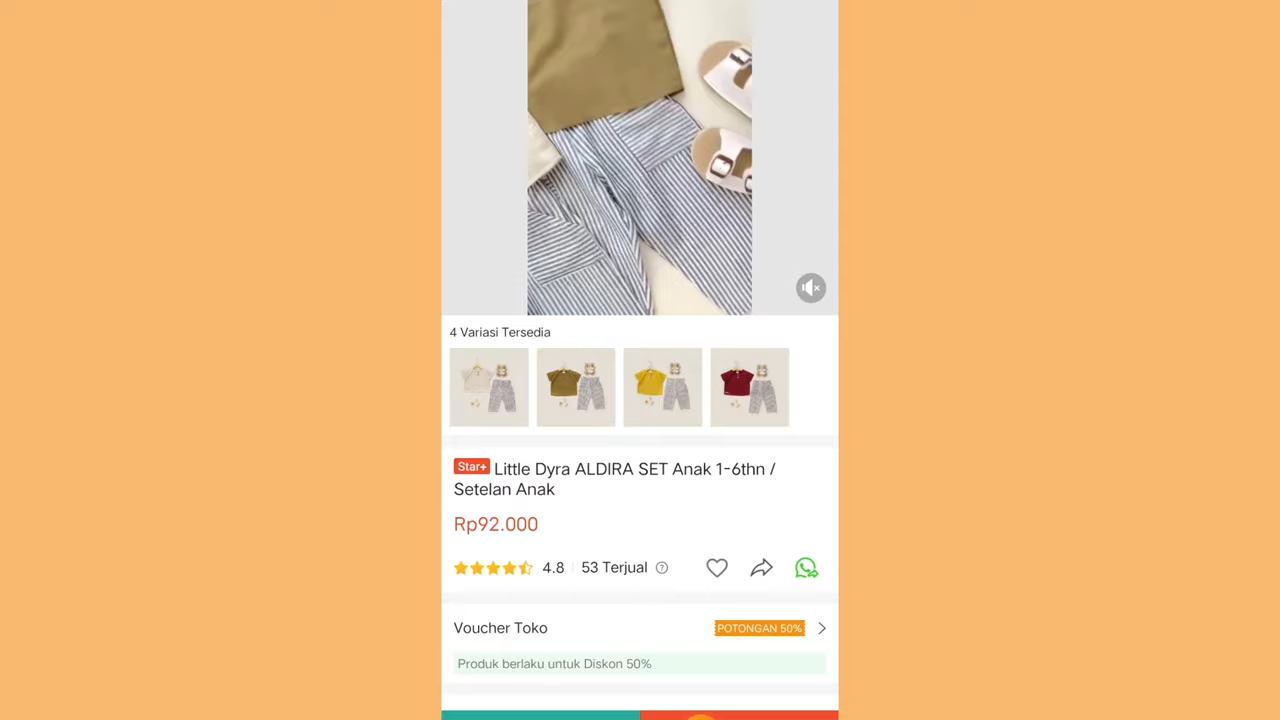 4 Variasi Tersedia
Star+ Little Dyra ALDIRA SET Anak 1-6thn /
Setelan Anak
Rp92.000
4.8 53 Terjual ?
Voucher Toko POTONGAN 50%
Produk berlaku untuk Diskon 50%